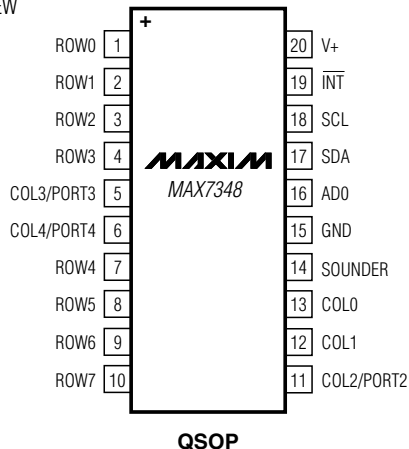 EW
+
ROW0 1 20 V+
ROW1 2 19 INT
ROW2 3 18 SCL
ROW3 4 MAXIM 17 SDA
COL3/PORT3 5 MAX7348 16 AD0
COL4/PORT4 6 15 GND
ROW4 7 14 SOUNDER
ROW5 8 13 COL0
ROW6 9 12 COL1
ROW7 10 11 COL2/PORT2
QSOP